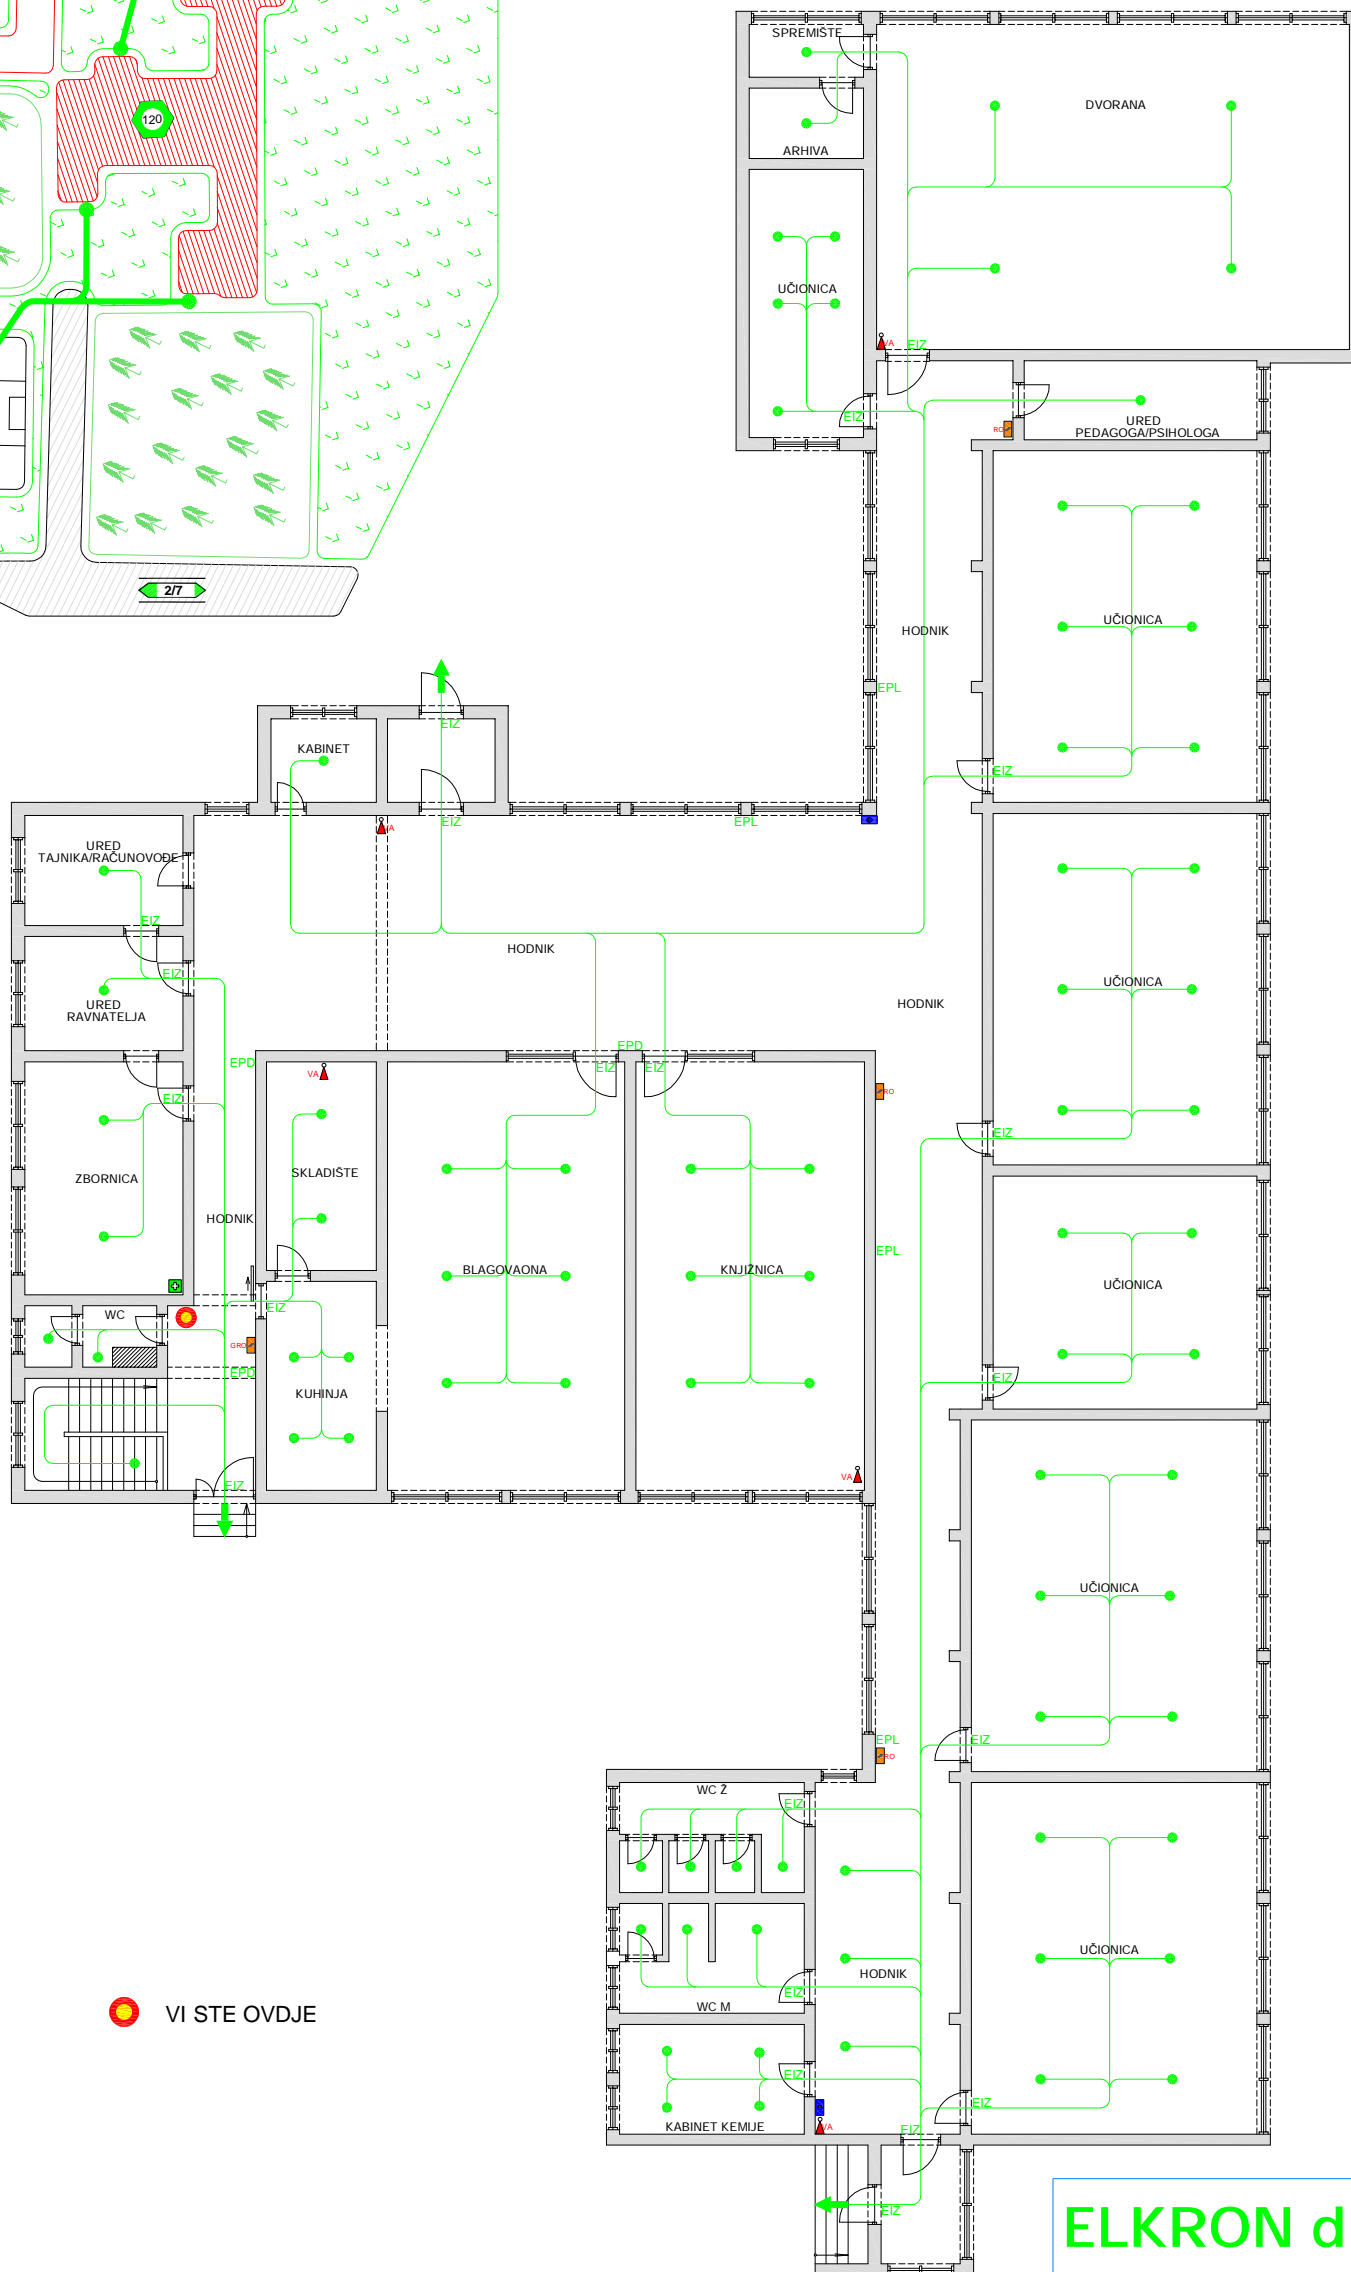 SPREMIŠTE
DVORANA
120
ARHIVA
UČIONICA
VA
EIZ
EIZ
URED
PEDAGOGA/PSIHOLOGA
RO
2/7
UČIONICA
HODNIK
EPL
EIZ
KABINET
EIZ
EIZ
EPL
VA
URED
TAJNIKA/RAČUNOVOĐE
EIZ
HODNIK
EIZ
UČIONICA
URED
RAVNATELJA
HODNIK
EPD
EPD
EIZ
EIZ
VA
RO
EIZ
EIZ
SKLADIŠTE
ZBORNICA
HODNIK
EPL
BLAGOVAONA
KNJIŽNICA
UČIONICA
EIZ
WC
GRO
EPD
EIZ
KUHINJA
VA
EIZ
UČIONICA
EPL
EIZ
RO
WC Ž
EIZ
UČIONICA
HODNIK
EIZ
WC M
VI STE OVDJE
EIZ
EIZ
KABINET KEMIJE
VA
EIZ
EIZ
ELKRON d